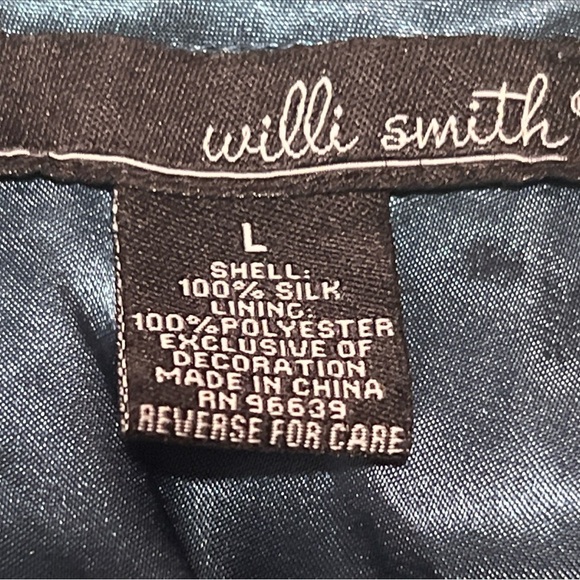 willi smith
L
SHELL:
100% SILK
LINING:
100%POLYESTER
EXCLUSIVE OF
DECORATION
MADE IN CHINA
RN 96639
REVERSE FOR CARE